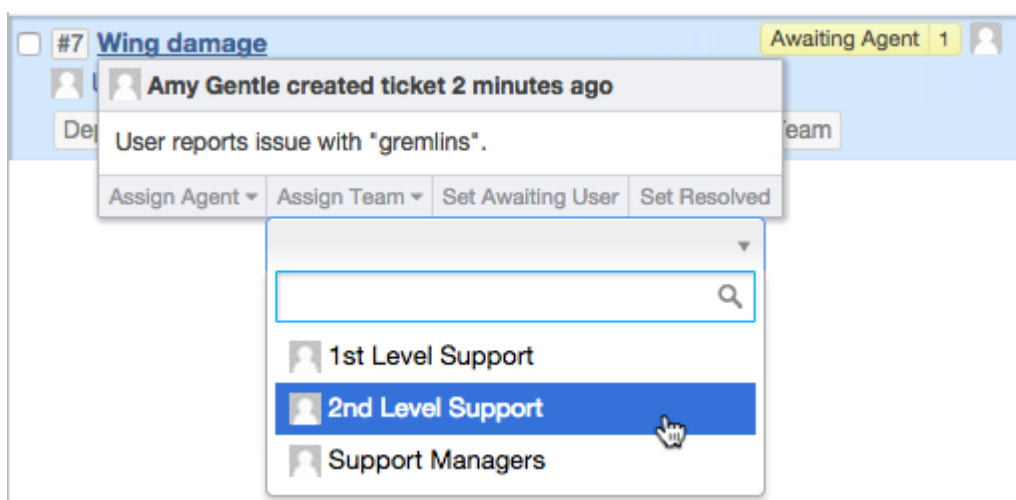 #7 Wing damage Awaiting Agent 1
Amy Gentle created ticket 2 minutes ago
User reports issue with "gremlins".
Assign Agent Assign Team Set Awaiting User Set Resolved
1st Level Support
2nd Level Support
Support Managers